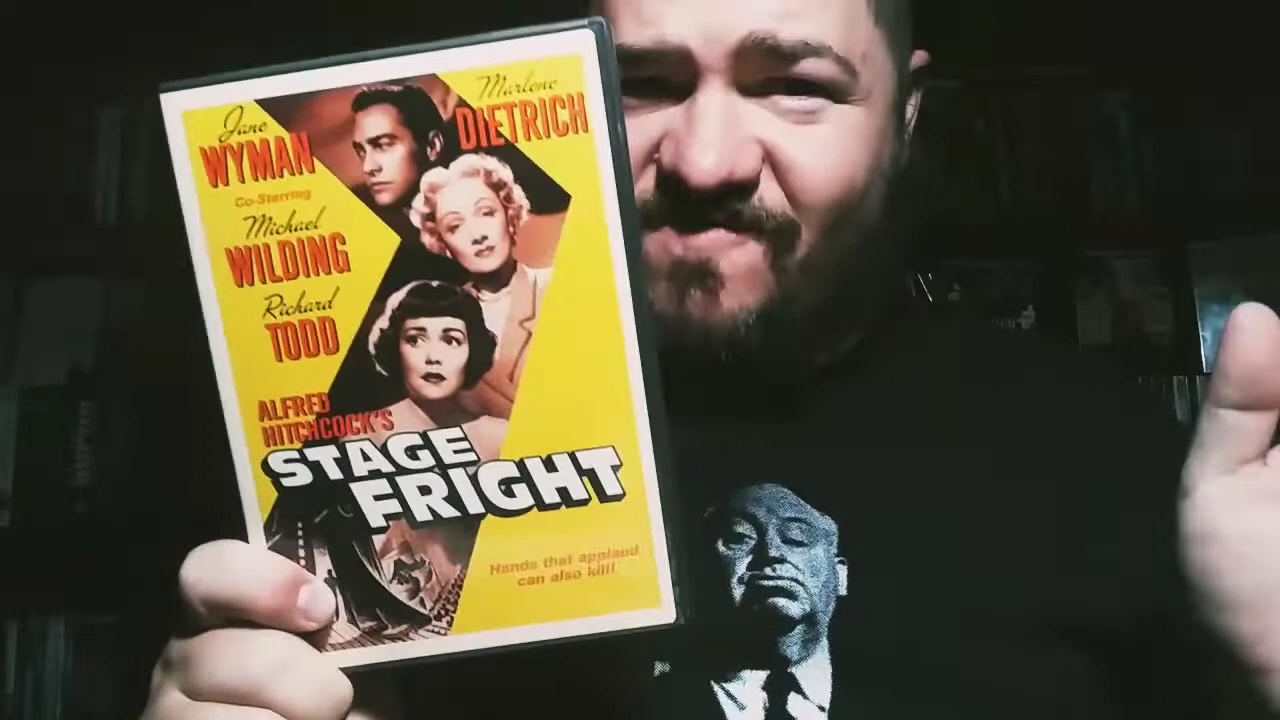 Jane
WYMAN
Marlene
DIETRICH
Co-Starring
Michael
WILDING
Richard
TODD
ALFRED
HITCHCOCK'S
STAGE
FRIGHT
Hands that applaud
can also kill!